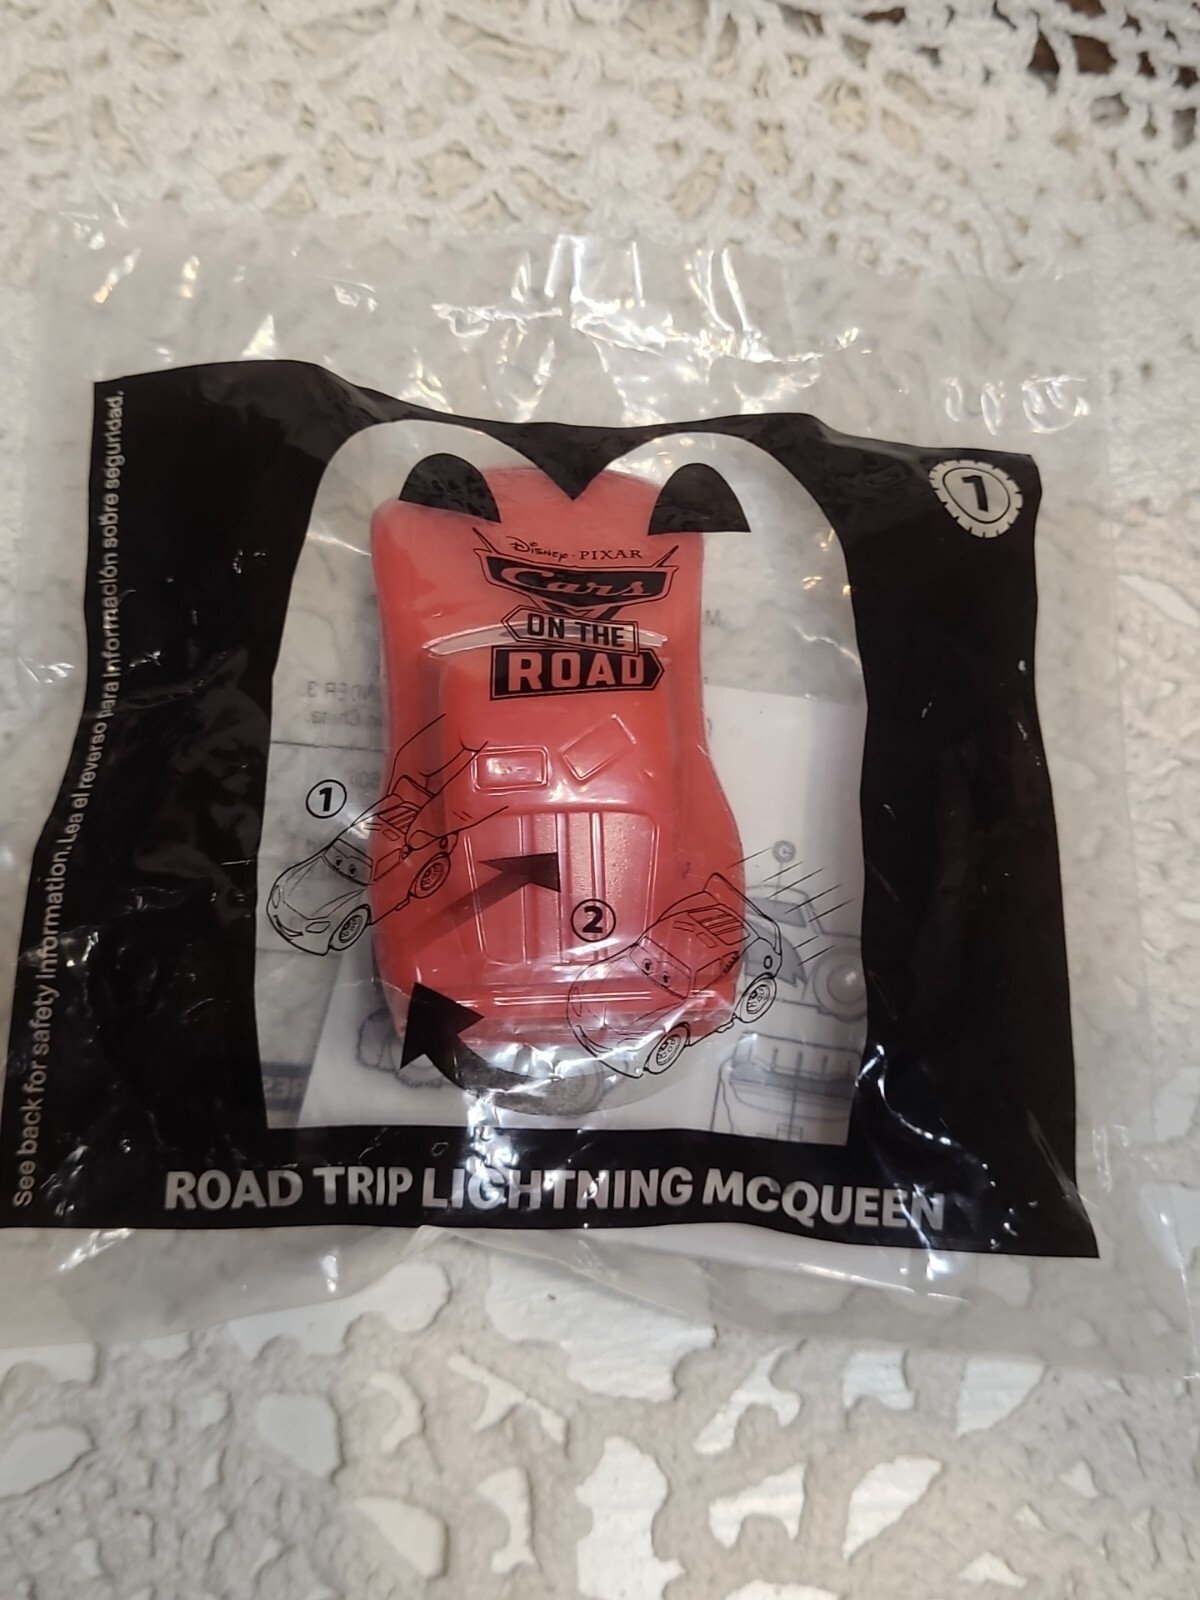 See back for safety information. Lea el reverso para información sobre seguridad.
1
Disney · PIXAR
Cars
ON THE
ROAD
1
2
ROAD TRIP LIGHTNING MCQUEEN